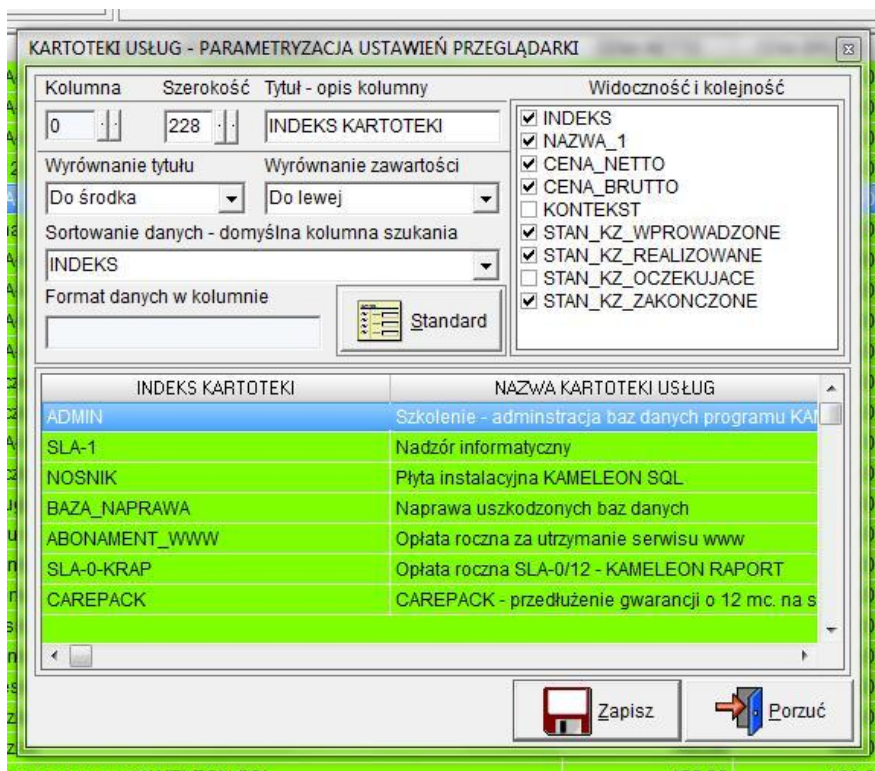 KARTOTEKI USŁUG - PARAMETRYZACJA USTAWIEŃ PRZEGLĄDARKI
Kolumna Szerokość Tytuł - opis kolumny
0 228 INDEKS KARTOTEKI
Wyrównanie tytułu Wyrównanie zawartości
Do środka Do lewej
Sortowanie danych - domyślna kolumna szukania
INDEKS
Format danych w kolumnie
Standard
Widoczność i kolejność
INDEKS
NAZWA_1
CENA_NETTO
CENA_BRUTTO
KONTEKST
STAN_KZ_WPROWADZONE
STAN_KZ_REALIZOWANE
STAN_KZ_OCZEKUJACE
STAN_KZ_ZAKONCZONE
INDEKS KARTOTEKI NAZWA KARTOTEKI USŁUG
ADMIN Szkolenie - adminstracja baz danych programu
SLA-1 Nadzór informatyczny
NOSNIK Płyta instalacyjna KAMELEON SQL
BAZA_NAPRAWA Naprawa uszkodzonych baz danych
ABONAMENT_WWW Opłata roczna za utrzymanie serwisu www
SLA-0-KRAP Opłata roczna SLA-0/12 - KAMELEON RAPORT
CAREPACK CAREPACK - przedłużenie gwarancji o 12 mc. na s
Zapisz Porzuć